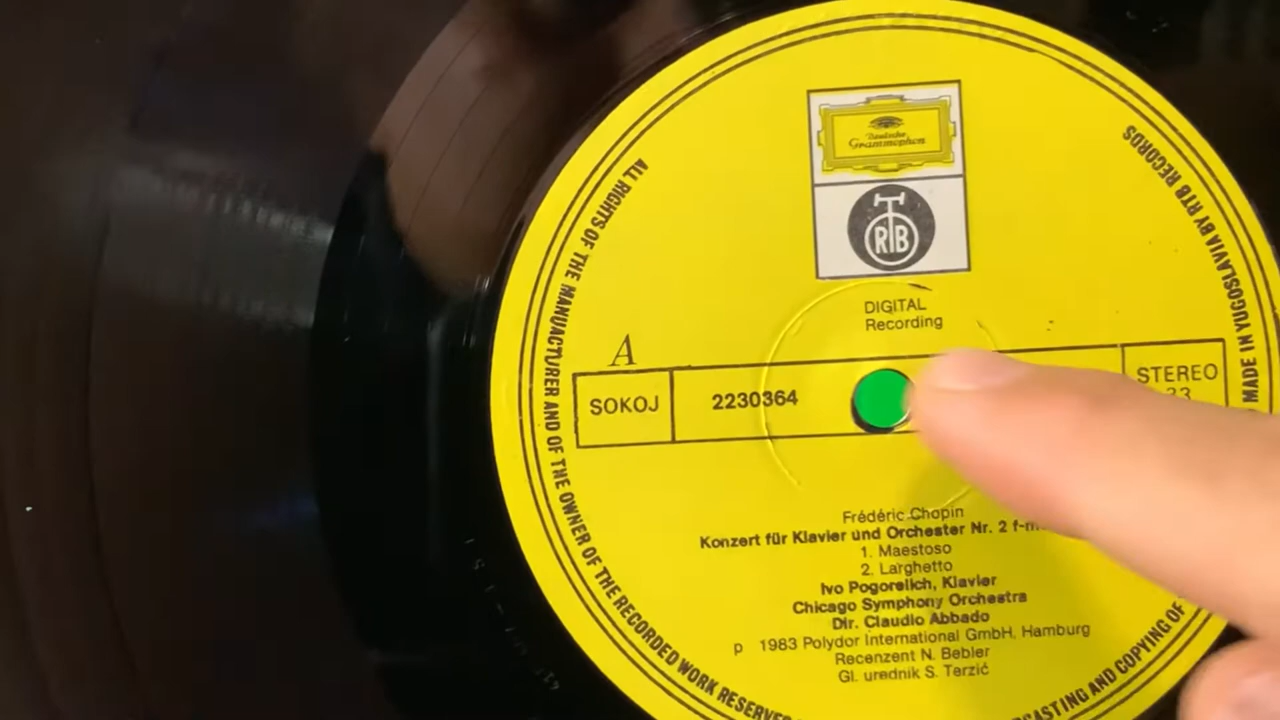 Deutsche
Grammophon
RTB
DIGITAL
Recording
A
SOKOJ
2230364
STEREO
33
Frédéric Chopin
Konzert für Klavier und Orchester Nr. 2
1. Maestoso
2. Larghetto
Ivo Pogorelich, Klavier
Chicago Symphony Orchestra
Dir. Claudio Abbado
p 1983 Polydor International GmbH, Hamburg
Recenzent N. Bebler
Gl. urednik S. Terzić
ALL RIGHTS OF THE MANUACTURER AND OF THE OWNER OF THE RECORDED WORK RESERVED
AND COPYING OF
MADE IN YUGOSLAVIA BY RTB RECORDS